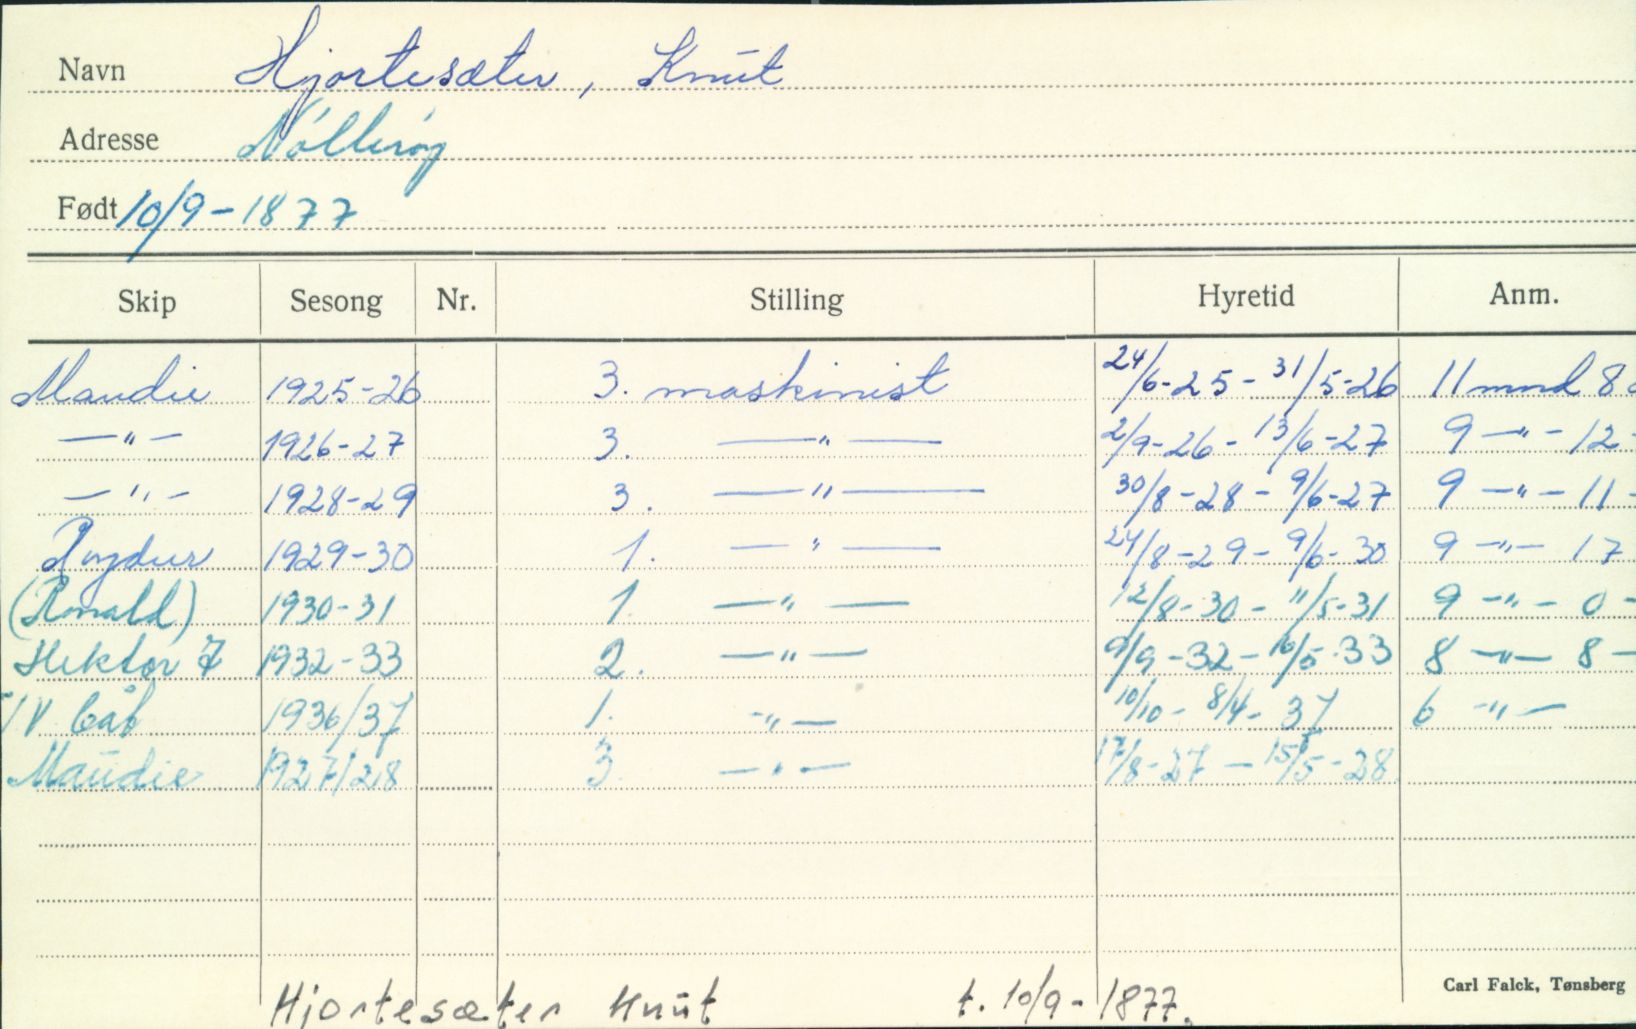 Navn Hjortesæter, Knut
Adresse Nøtterøy
Født 10/9-1877
Skip Sesong Nr. Stilling Hyretid Anm.
Maudie 1925-26 3. maskinist 24/6-25 - 31/5-26 11 mnd 8
—"— 1926-27 3. —"— 2/9-26 - 13/6-27 9 —"— 12
—"— 1928-29 3. —"— 30/8-28 - 9/6-27 9 —"— 11
1929-30 1. —"— 24/8-29 - 9/6-30 9 —"— 17
(Ronald) 1930-31 1. —"— 12/8-30 - 11/5-31 9 —"— 0
Hektor 7 1932-33 2. —"— 9/9-32 - 16/5-33 8 —"— 8
1936/37 1. —"— 10/10 - 8/4-37 6 —"—
Maudie 1927/28 3 —"— 17/8-27 - 15/5-28
Carl Falck, Tønsberg
Hjortesæter Knut f. 10/9-1877.